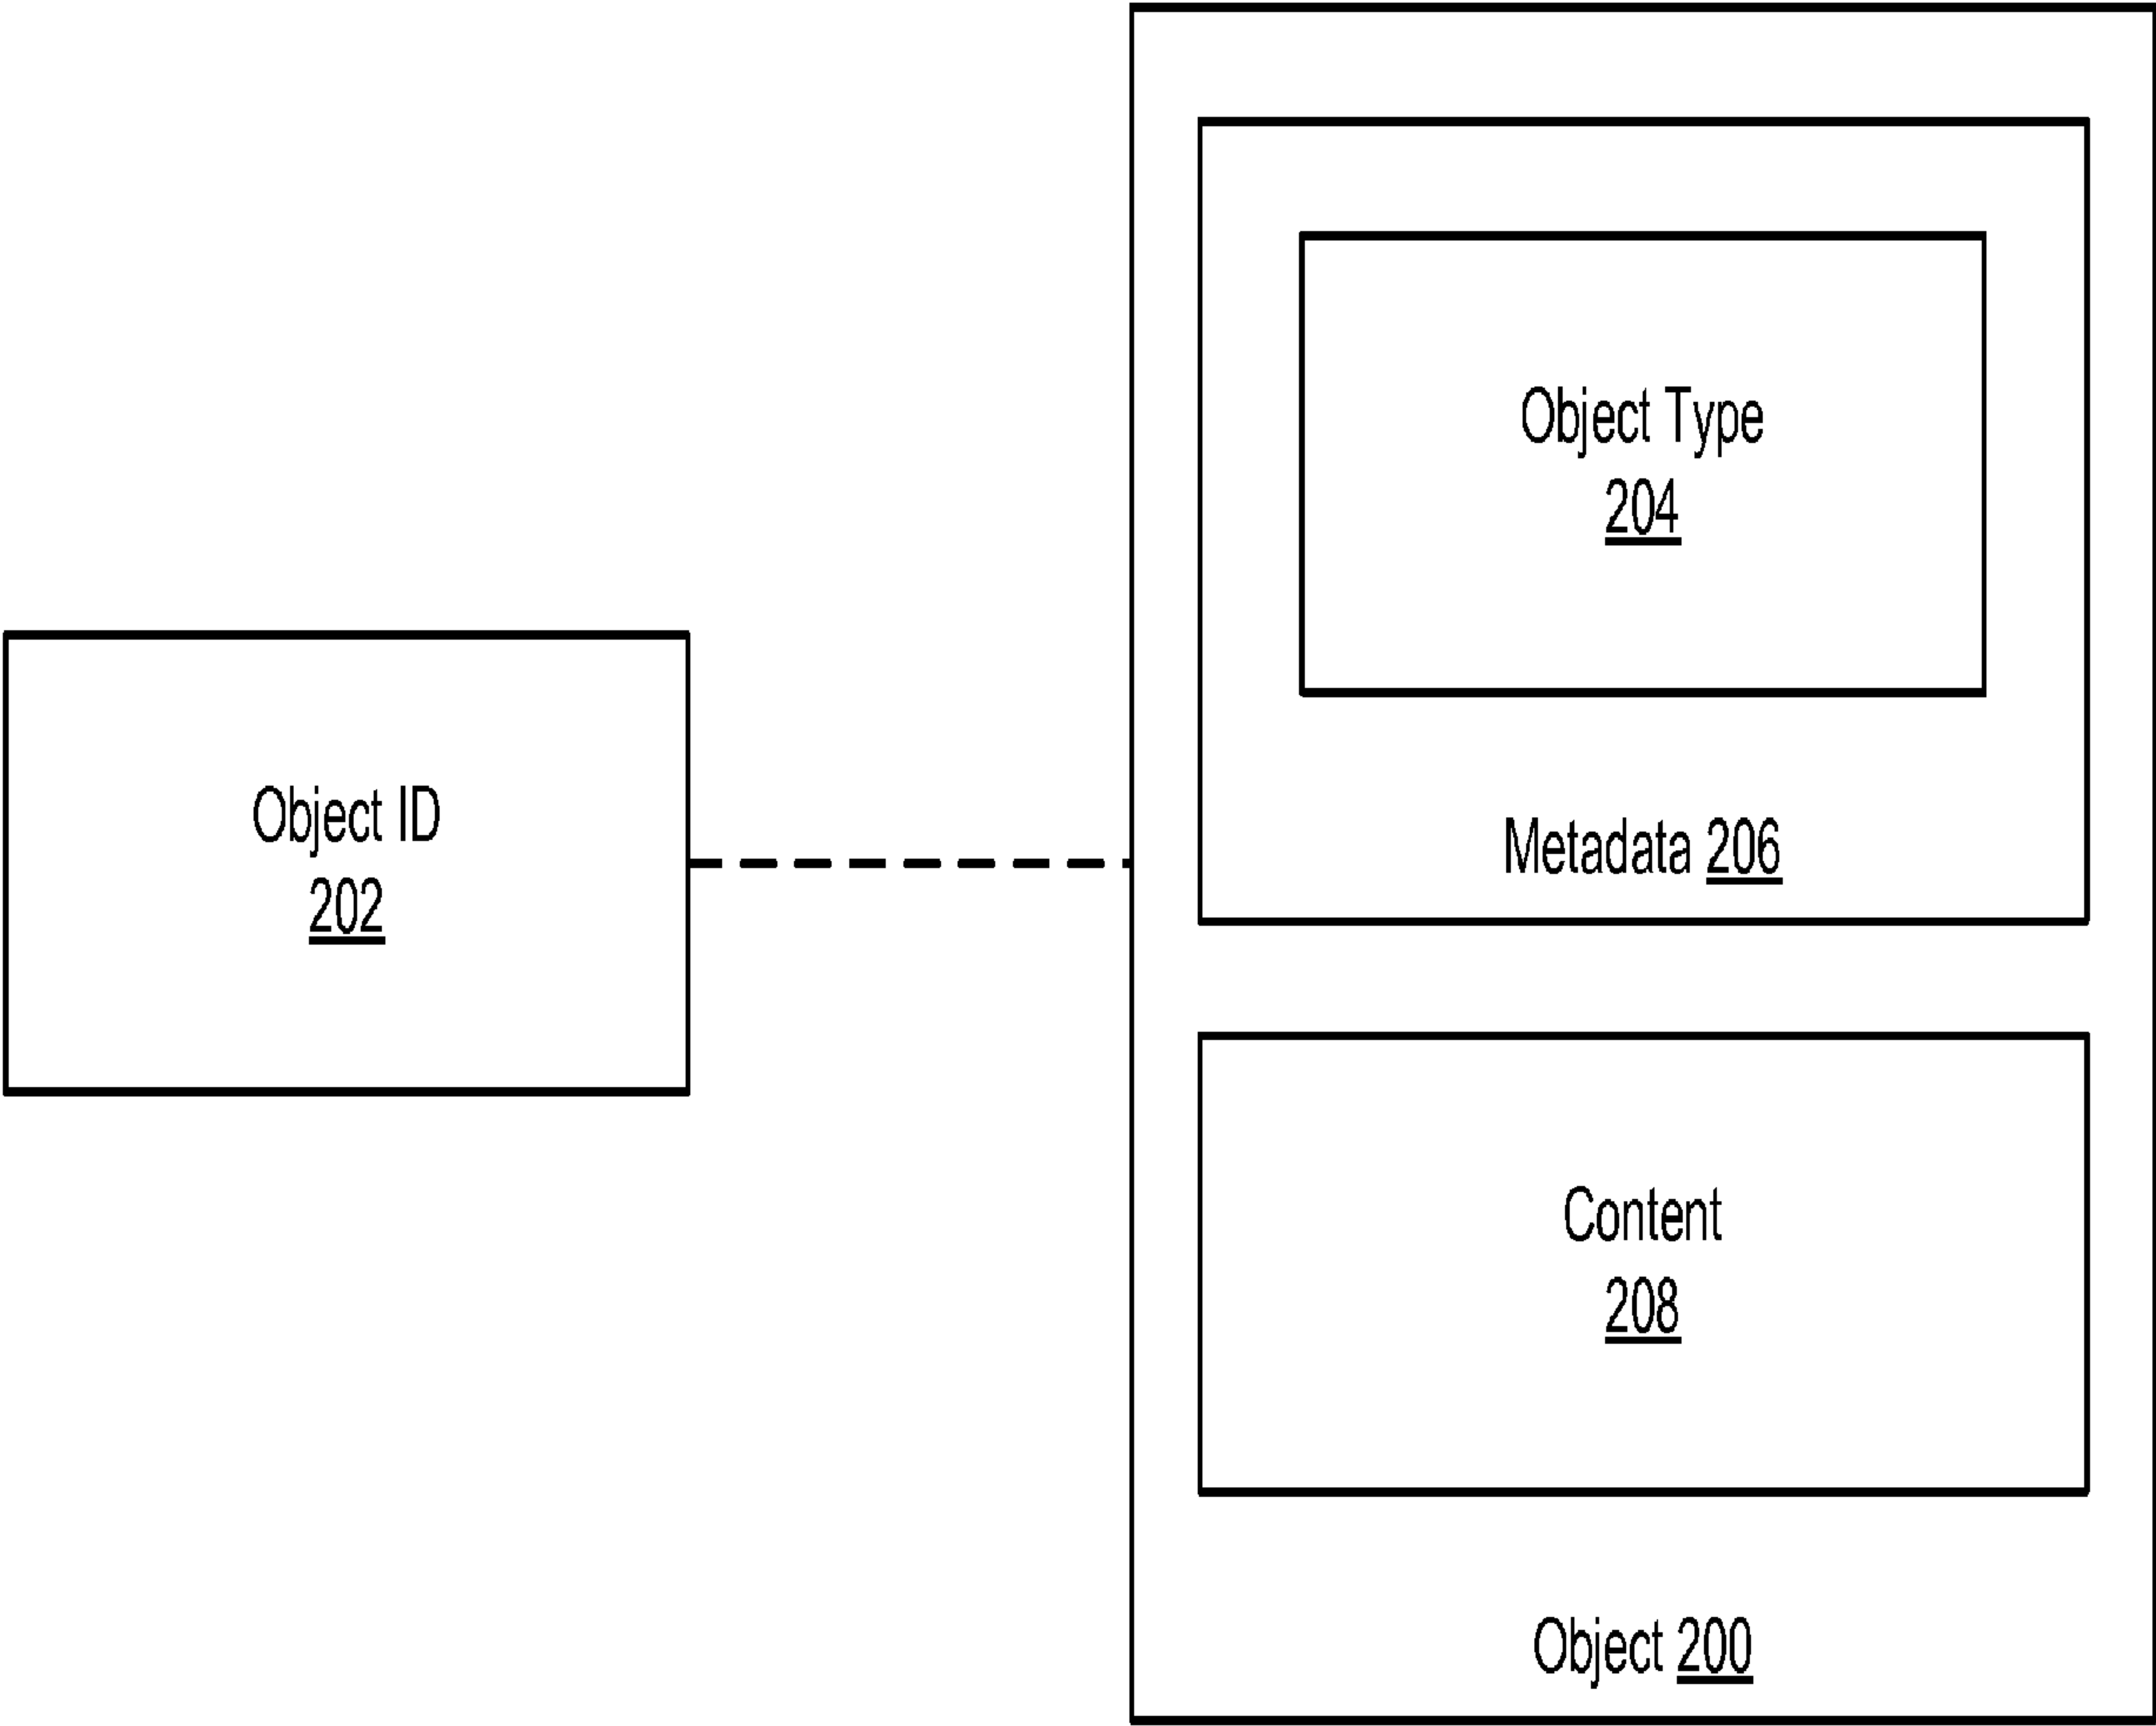 Object Type
204
Object ID
202
Metadata 206
Content
208
Object 200